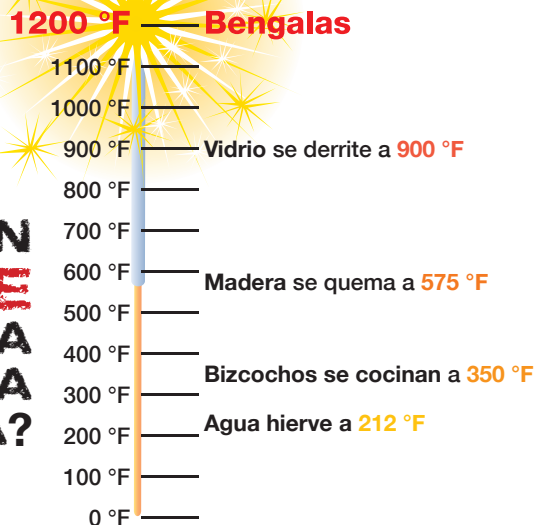 1200 °F Bengalas
1100 °F
1000 °F
900 °F Vidrio se derrite a 900 °F
800 °F
700 °F
N
600 °F
Madera se quema a 575 °F
E
500 °F
A
400 °F
Bizcochos se cocinan a 350 °F
A
300 °F
Agua hierve a 212 °F
A?
200 °F
100 °F
0 °F